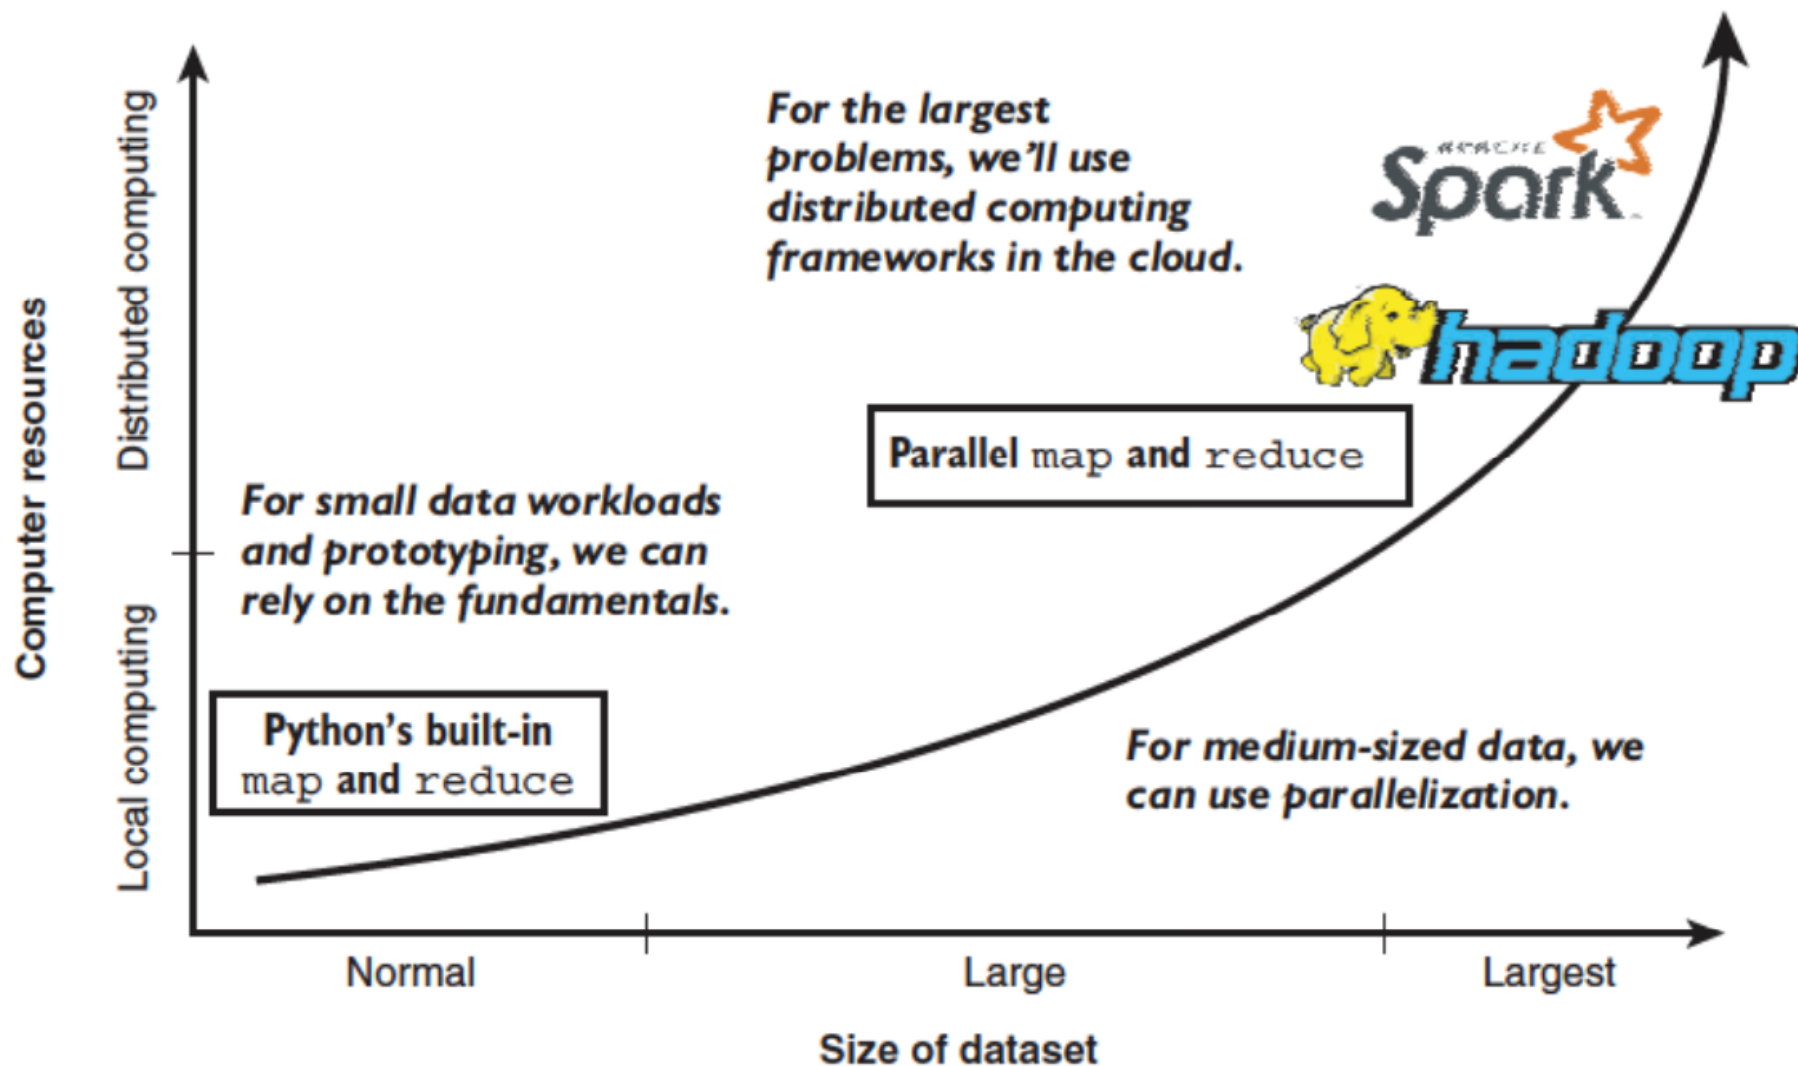 For the largest
problems, we'll use
distributed computing
frameworks in the cloud.
APACHE
Spark
hadoop
Parallel map and reduce
For small data workloads
and prototyping, we can
rely on the fundamentals.
Python's built-in
map and reduce
For medium-sized data, we
can use parallelization.
Computer resources
Distributed computing
Local computing
Normal
Large
Largest
Size of dataset